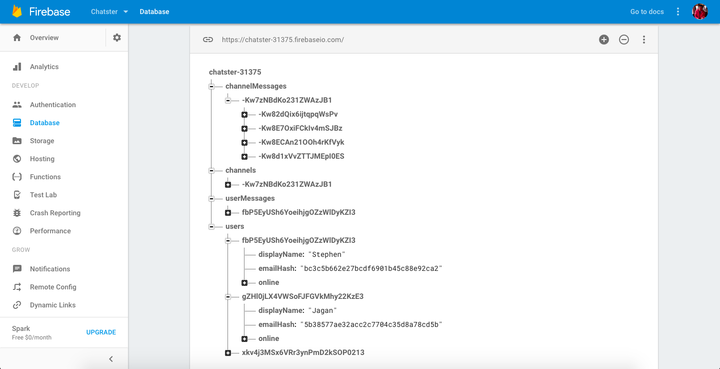 Firebase Chatster Database Go to docs
Overview
Analytics
DEVELOP
Authentication
Database
Storage
Hosting
Functions
Test Lab
Crash Reporting
Performance
GROW
Notifications
Remote Config
Dynamic Links
Spark
Free $0/month
UPGRADE
https://chatster-31375.firebaseio.com/
chatster-31375
channelMessages
-Kw7zNBdKo231ZWAzJB1
-Kw82dQix6ijtqpqWsPv
-Kw8E7OxiFCkIv4mSJBz
-Kw8ECAn21OOh4rKfVyk
-Kw8d1xVvZTTJMEpI0ES
channels
-Kw7zNBdKo231ZWAzJB1
userMessages
fbP5EyUSh6YoeihjgOZzWlDyKZI3
users
fbP5EyUSh6YoeihjgOZzWlDyKZI3
displayName: "Stephen"
emailHash: "bc3c5b662e27bcdf6901b45c88e92ca2"
online
gZHl0jLX4VWSoFJFGVkMhy22KzE3
displayName: "Jagan"
emailHash: "5b38577ae32acc2c7704c35d8a78cd5b"
online
xkv4j3MSx6VRr3ynPmD2kSOP0213